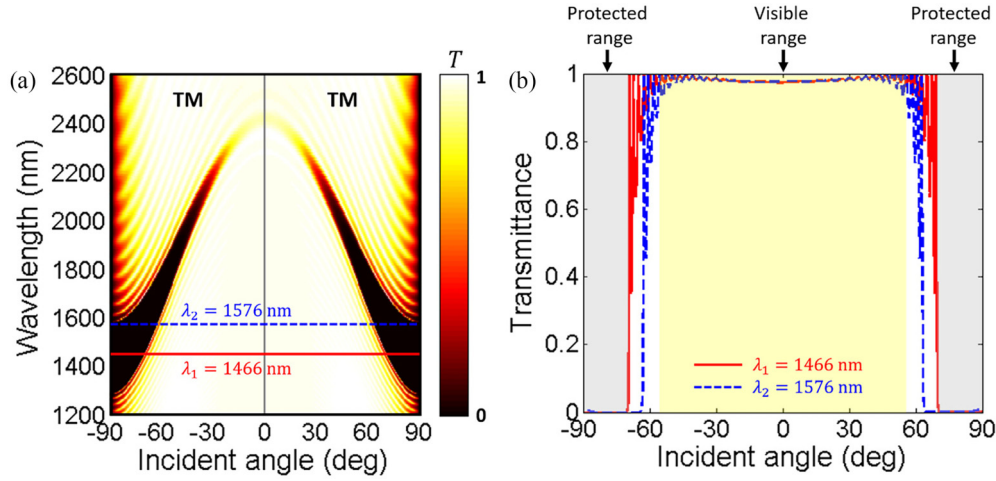 (a)
T
TM TM
λ₂ = 1576 nm
λ₁ = 1466 nm
Wavelength (nm)
2600
2400
2200
2000
1800
1600
1400
1200
-90 -60 -30 0 30 60 90
Incident angle (deg)
1
0
(b)
Protected
range
Visible
range
Protected
range
Transmittance
1
0.8
0.6
0.4
0.2
0
λ₁ = 1466 nm
λ₂ = 1576 nm
-90 -60 -30 0 30 60 90
Incident angle (deg)